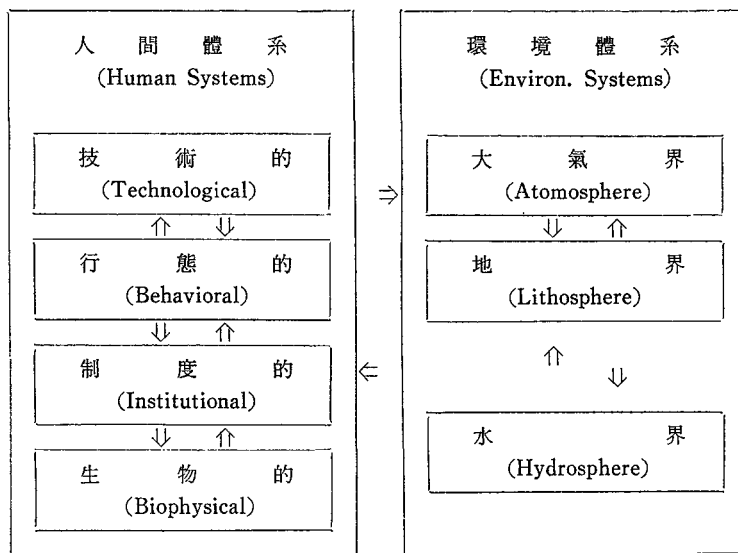 人間體系
(Human Systems)
技術的
(Technological)
⇑ ⇓
行態的
(Behavioral)
⇓ ⇑
制度的
(Institutional)
⇓ ⇑
生物的
(Biophysical)
⇒
⇐
環境體系
(Environ. Systems)
大氣界
(Atomosphere)
⇓ ⇑
地界
(Lithosphere)
⇑ ⇓
水界
(Hydrosphere)